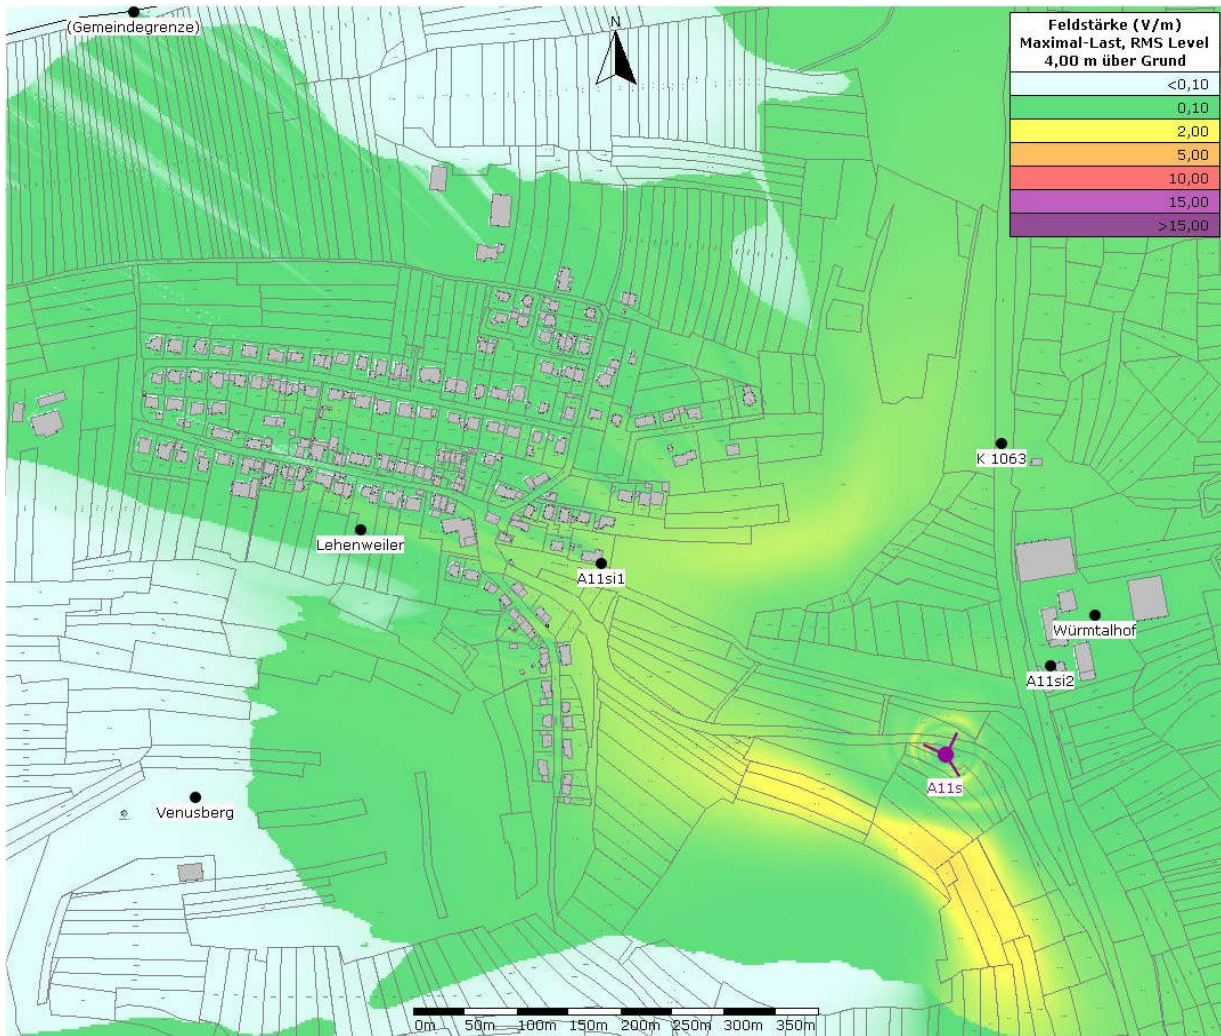 (Gemeindegrenze)
N
Feldstärke (V/m)
Maximal-Last, RMS Level
4,00 m über Grund
<0,10
0,10
2,00
5,00
10,00
15,00
>15,00
K 1063
Lehenweiler
A11si1
Würmtalhof
A11si2
A11s
Venusberg
0m 50m 100m 150m 200m 250m 300m 350m